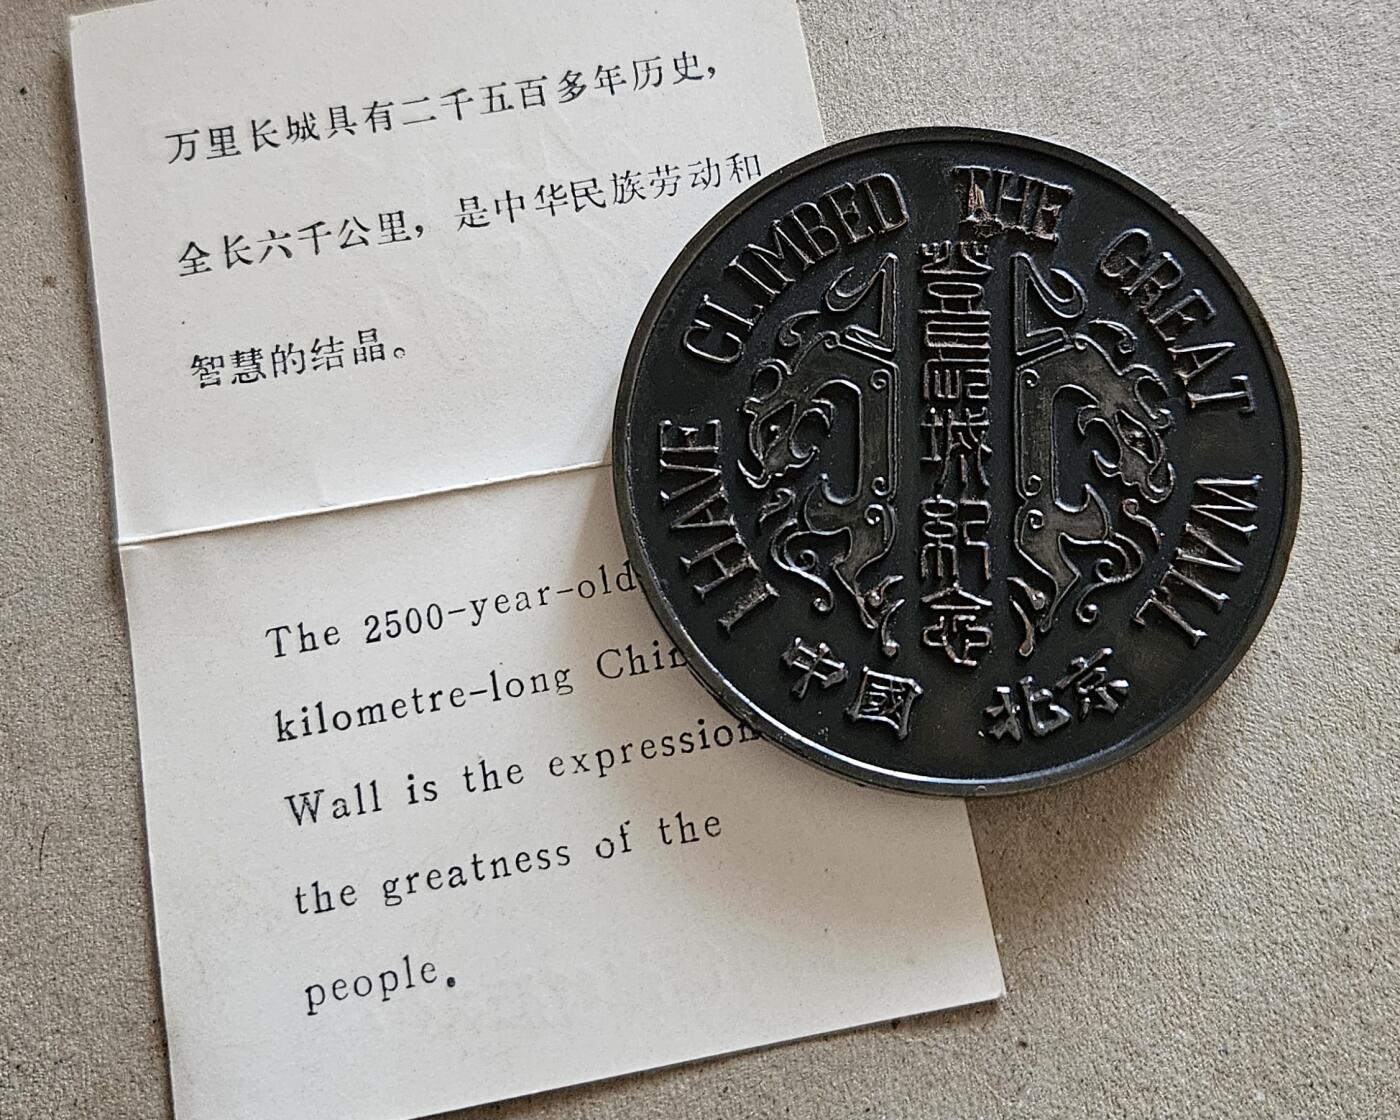 万里长城具有二千五百多年历史，
全长六千公里，是中华民族劳动和
智慧的结晶。
The 2500-year-old
kilometre-long
Wall is the expression
the greatness of the
people.
I HAVE CLIMBED THE GREAT WALL
登长城纪念
中國 北京